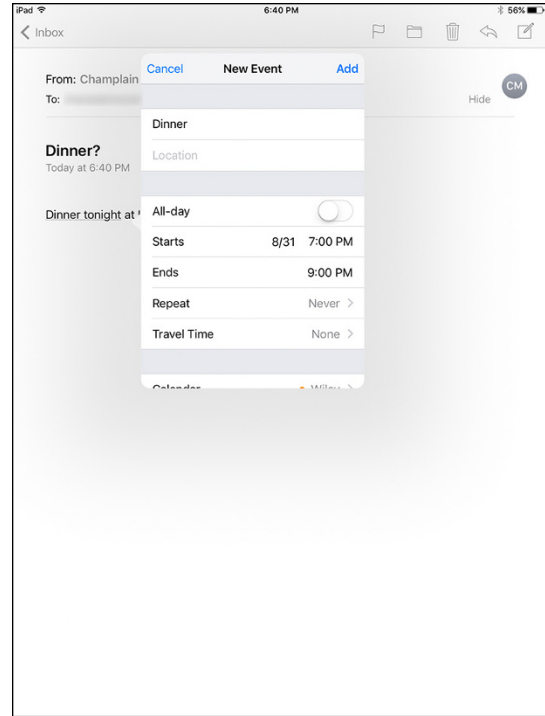 iPad 6:40 PM 56%
Inbox
From: Champlain
CM
To:
Hide
Dinner?
Today at 6:40 PM
Dinner tonight at
Cancel New Event Add
Dinner
Location
All-day
Starts 8/31 7:00 PM
Ends 9:00 PM
Repeat Never
Travel Time None
Calendar Wiley